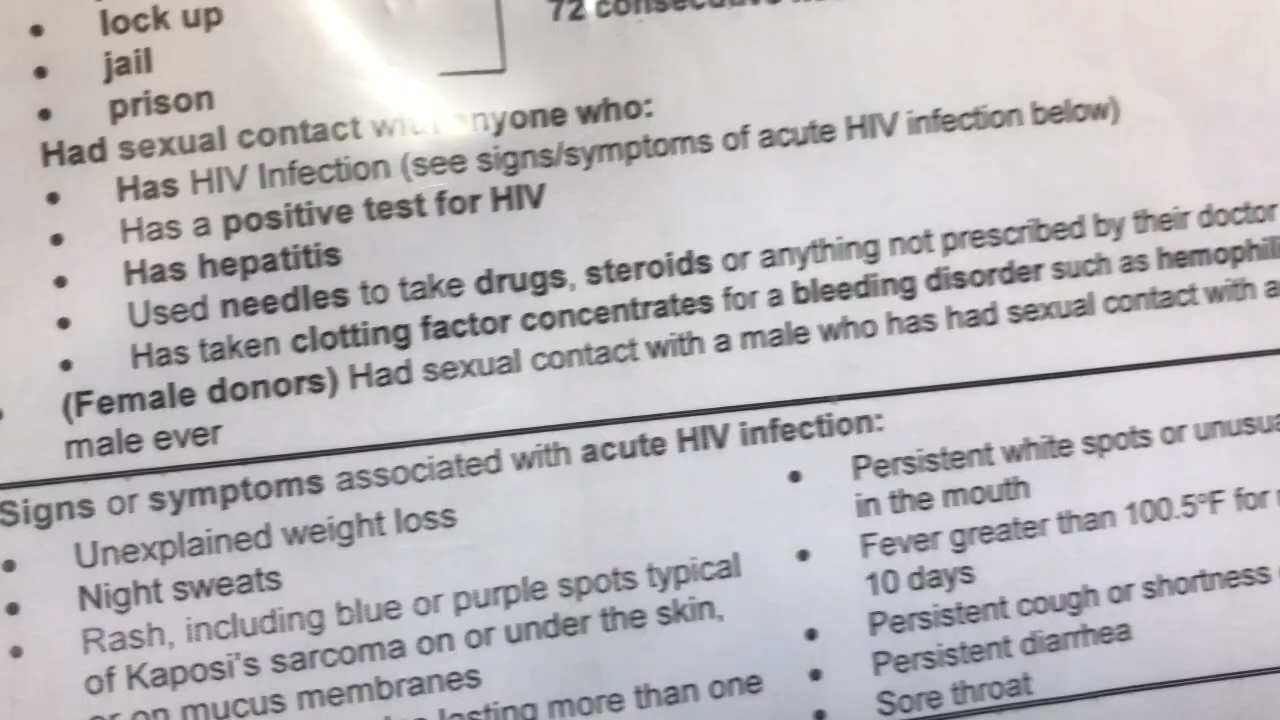 • lock up
• jail
• prison
72
Had sexual contact with anyone who:
• Has HIV Infection (see signs/symptoms of acute HIV infection below)
• Has a positive test for HIV
• Has hepatitis
• Used needles to take drugs, steroids or anything not prescribed by their doctor
• Has taken clotting factor concentrates for a bleeding disorder such as
(Female donors) Had sexual contact with a male who has had sexual contact with a
male ever
Signs or symptoms associated with acute HIV infection:
• Unexplained weight loss
• Night sweats
• Rash, including blue or purple spots typical
of Kaposi's sarcoma on or under the skin,
or on mucus membranes
lasting more than one
• Persistent white spots or
in the mouth
• Fever greater than 100.5°F for
10 days
• Persistent cough or shortness
• Persistent diarrhea
• Sore throat